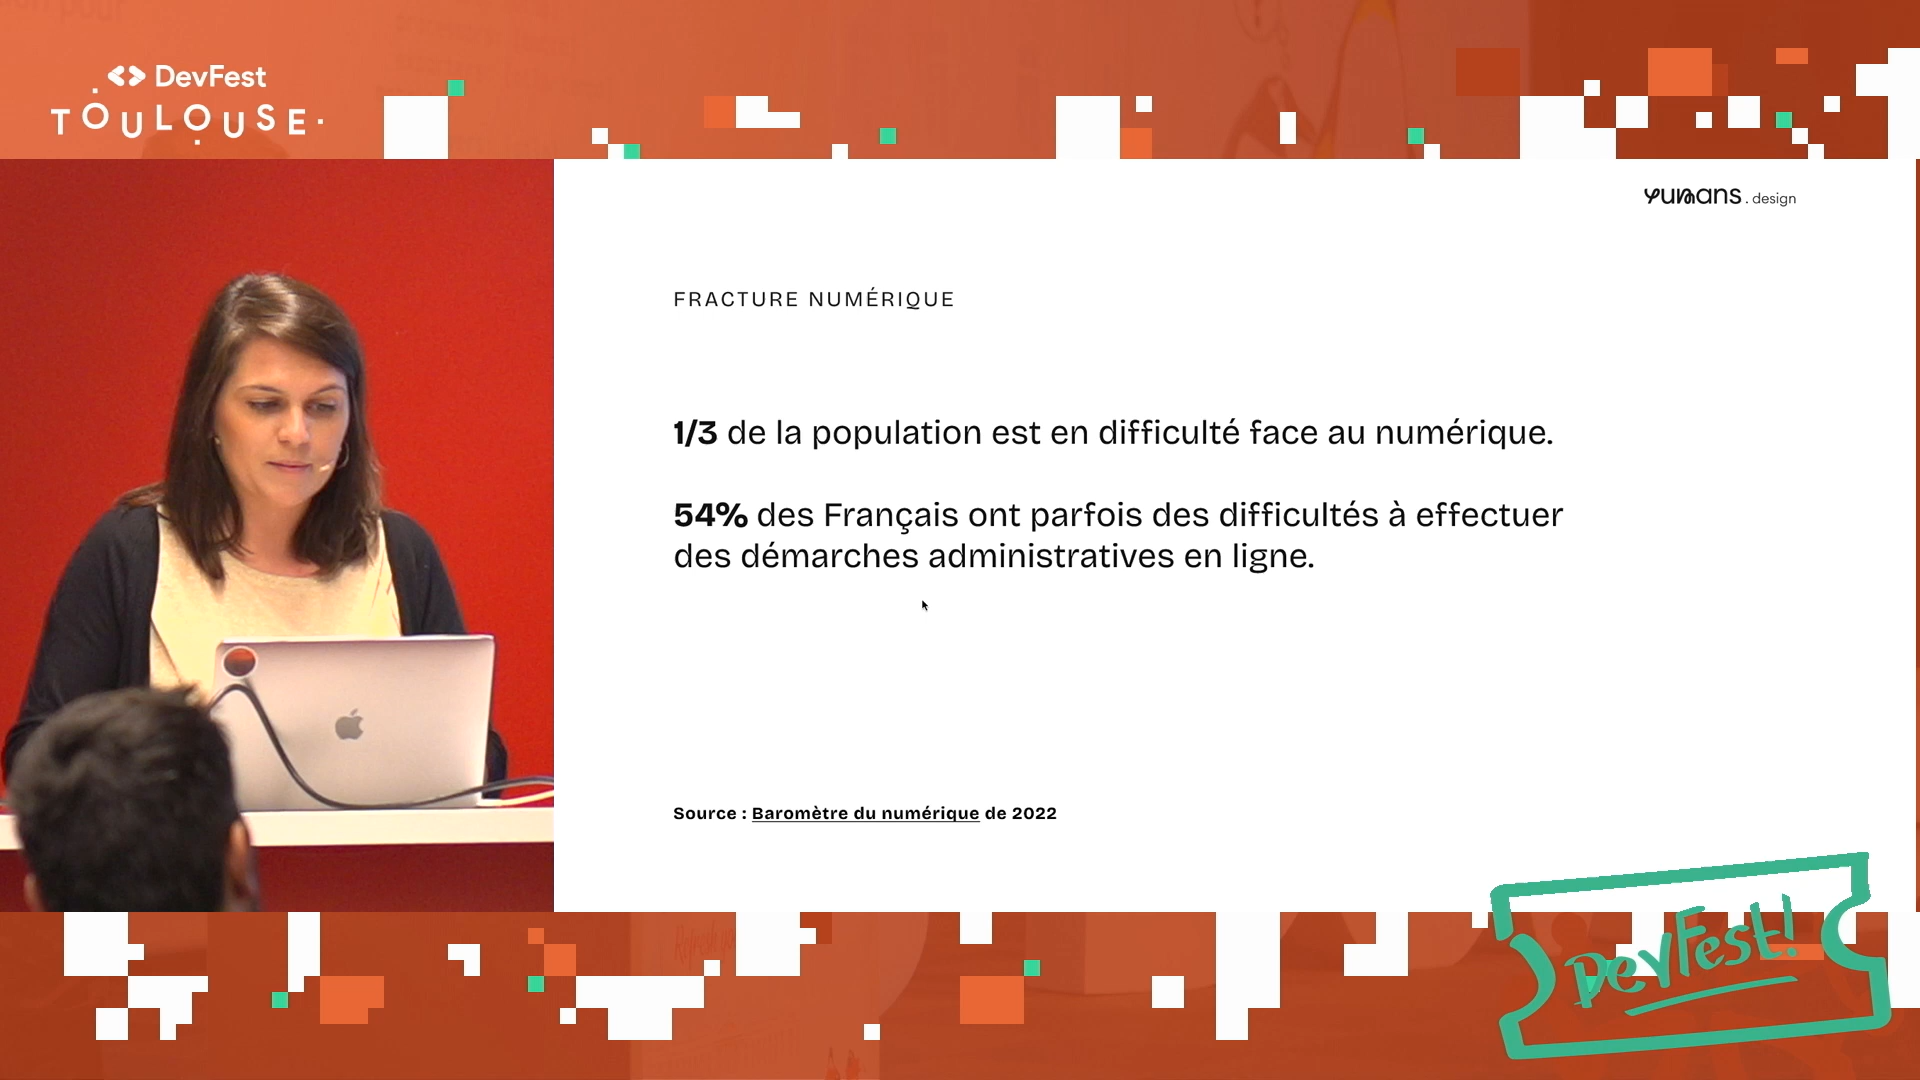 DevFest
TOULOUSE
yumans.design
FRACTURE NUMÉRIQUE
1/3 de la population est en difficulté face au numérique.
54% des Français ont parfois des difficultés à effectuer
des démarches administratives en ligne.
Source : Baromètre du numérique de 2022
DevFest!